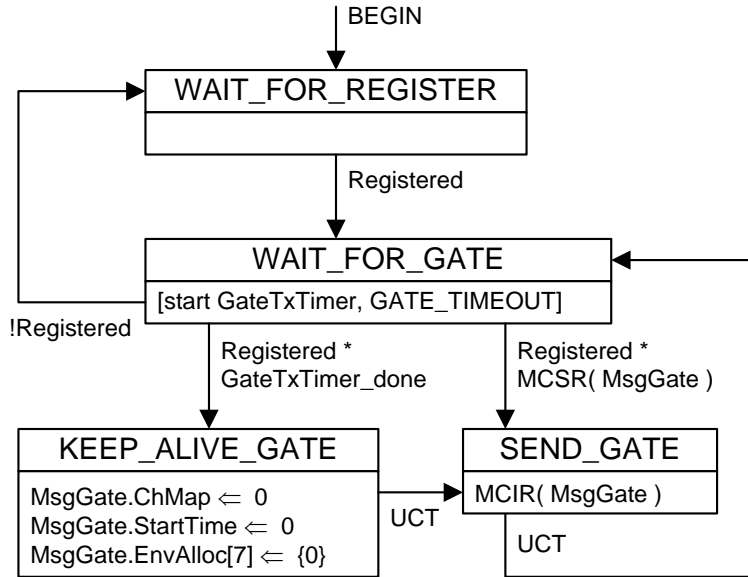 BEGIN
WAIT_FOR_REGISTER
Registered
WAIT_FOR_GATE
[start GateTxTimer, GATE_TIMEOUT]
!Registered
Registered *
GateTxTimer_done
Registered *
MCSR( MsgGate )
KEEP_ALIVE_GATE
MsgGate.ChMap ⇐ 0
MsgGate.StartTime ⇐ 0
MsgGate.EnvAlloc[7] ⇐ {0}
UCT
SEND_GATE
MCIR( MsgGate )
UCT